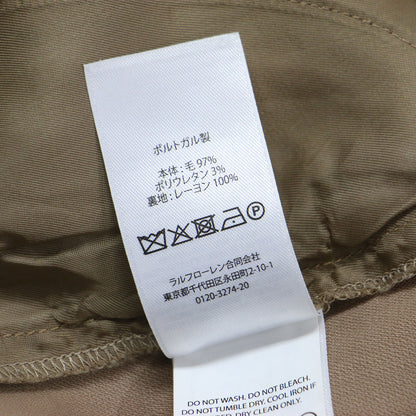 ポルトガル製
本体：毛 97%
ポリウレタン 3%
裏地：レーヨン 100%
P
ラルフローレン合同会社
東京都千代田区永田町2-10-1
0120-3274-20
DO NOT WASH. DO NOT BLEACH.
DO NOT TUMBLE DRY. COOL IRON IF
DRY CLEAN ONLY.